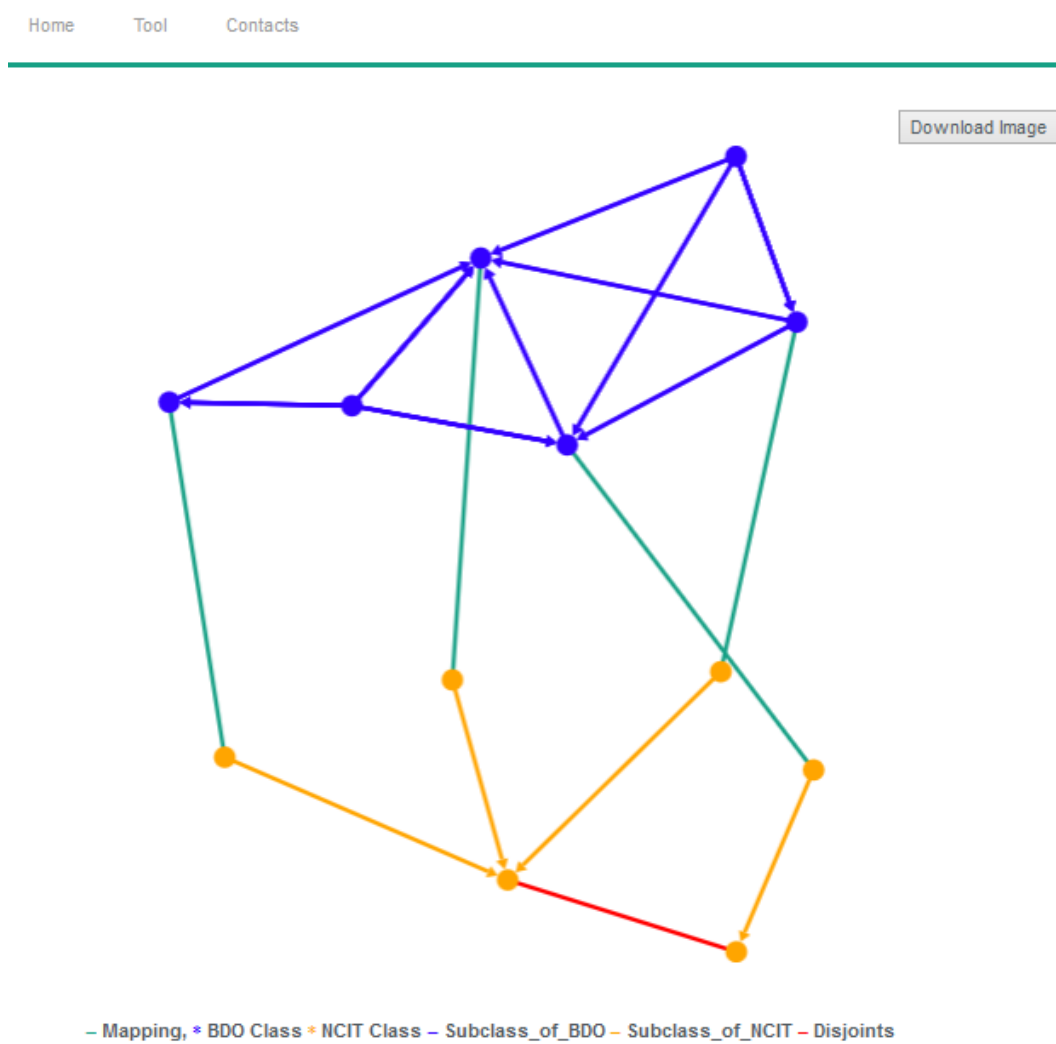 Home Tool Contacts
Download Image
– Mapping, * BDO Class * NCIT Class – Subclass_of_BDO – Subclass_of_NCIT – Disjoints